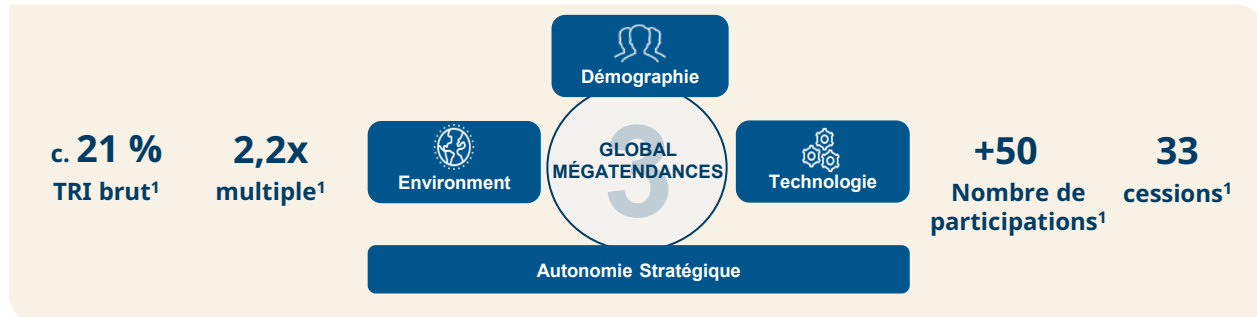 Démographie
c. 21 %
TRI brut¹
2,2x
multiple¹
Environment
3
GLOBAL
MÉGATENDANCES
Technologie
+50
Nombre de
participations¹
33
cessions¹
Autonomie Stratégique